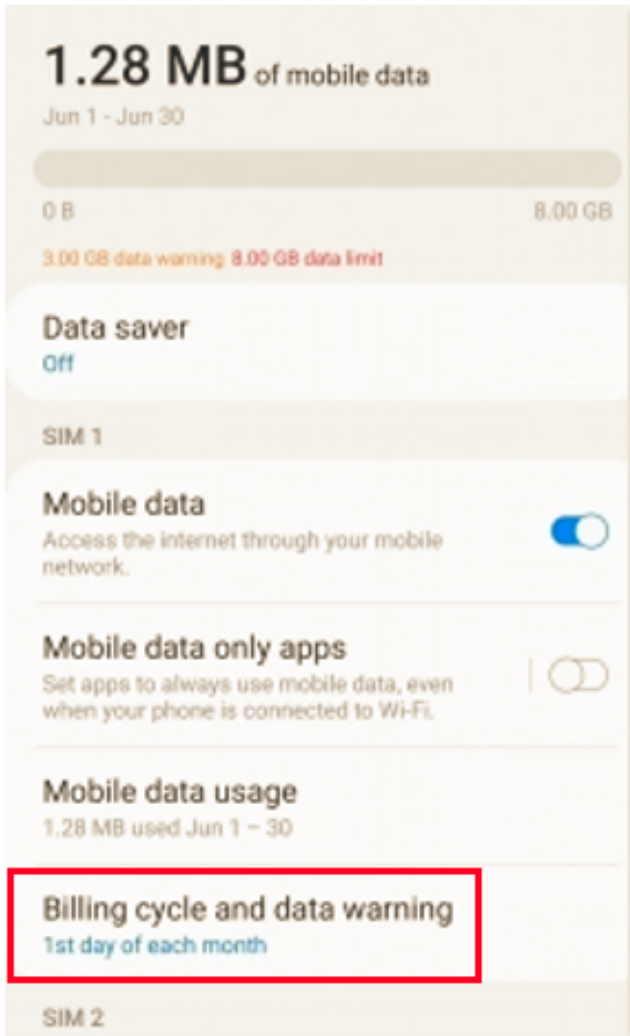 1.28 MB of mobile data
Jun 1 - Jun 30
0 B 8.00 GB
3.00 GB data warning 8.00 GB data limit
Data saver
Off
SIM 1
Mobile data
Access the internet through your mobile
network.
Mobile data only apps
Set apps to always use mobile data, even
when your phone is connected to Wi-Fi.
Mobile data usage
1.28 MB used Jun 1 – 30
Billing cycle and data warning
1st day of each month
SIM 2